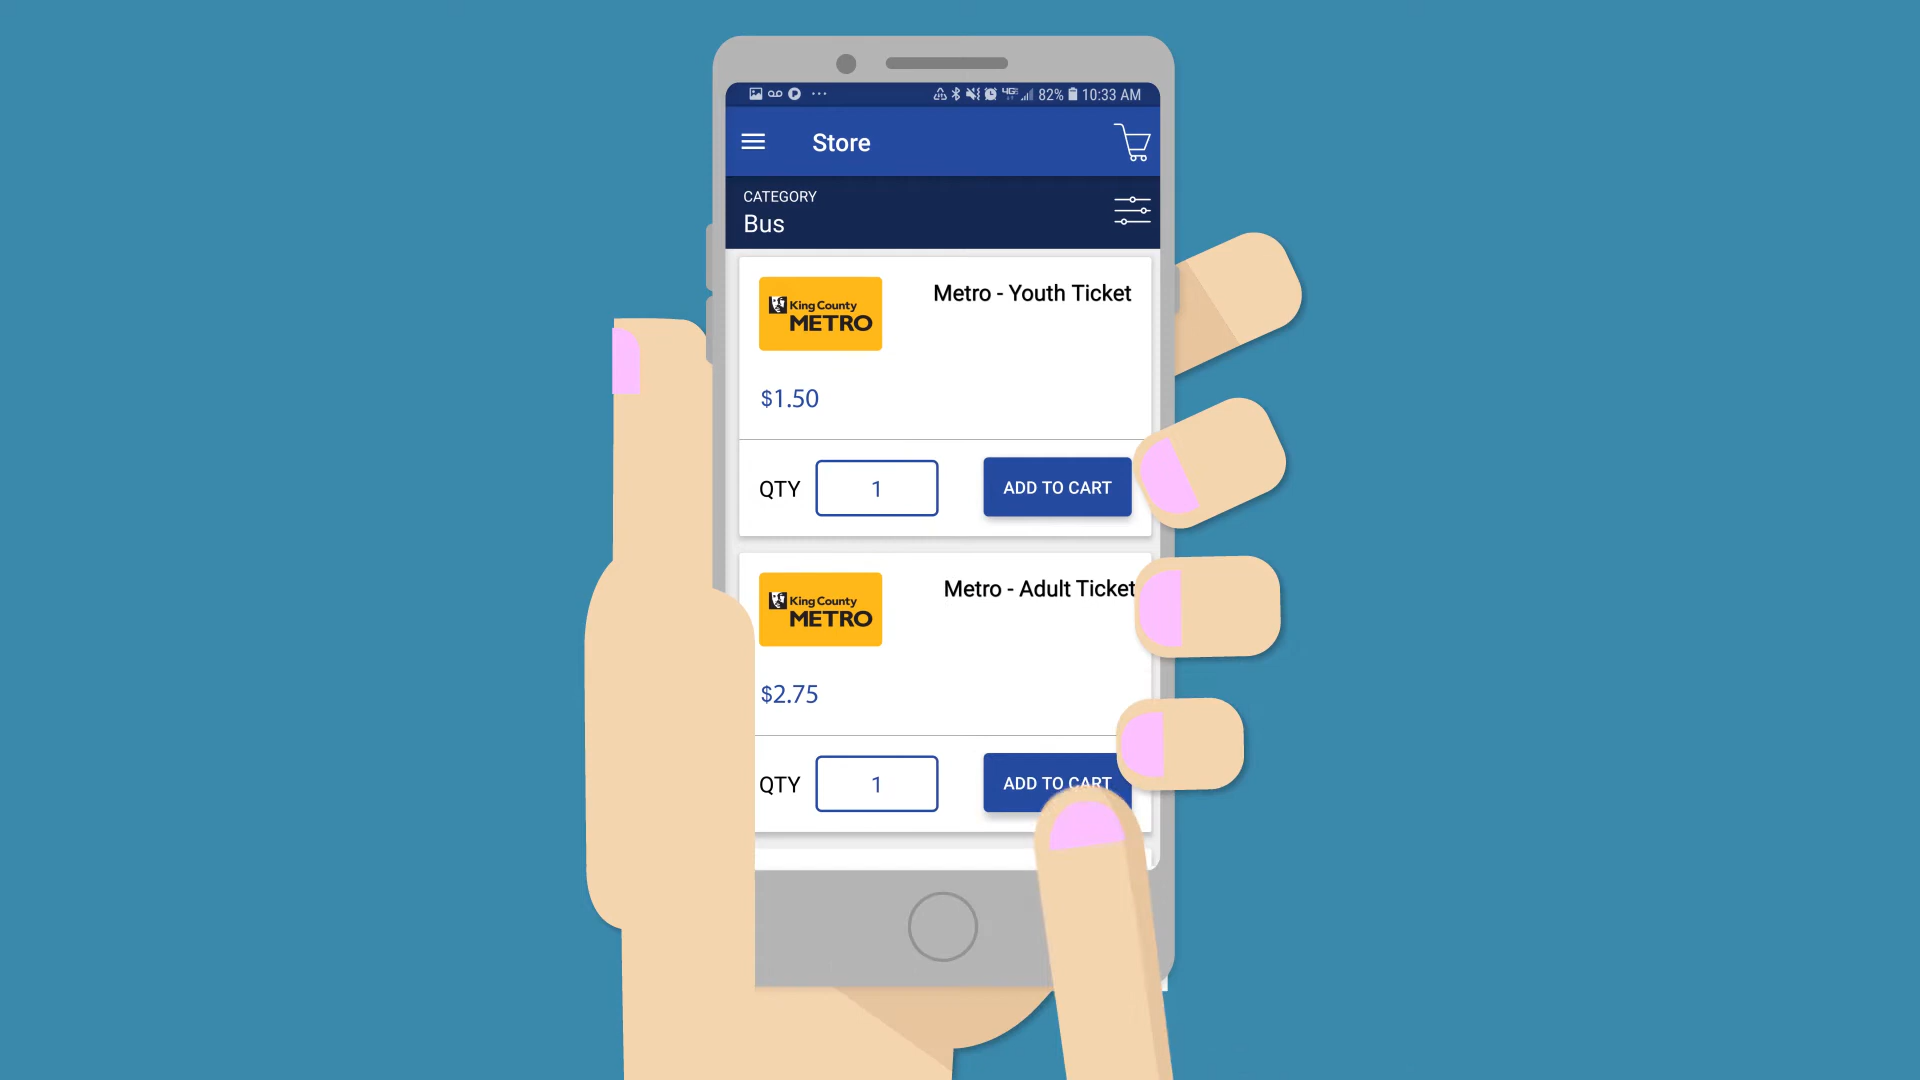 82% 10:33 AM
Store
CATEGORY
Bus
King County
METRO
Metro - Youth Ticket
$1.50
QTY
1
ADD TO CART
King County
METRO
Metro - Adult Ticket
$2.75
QTY
1
ADD TO CART